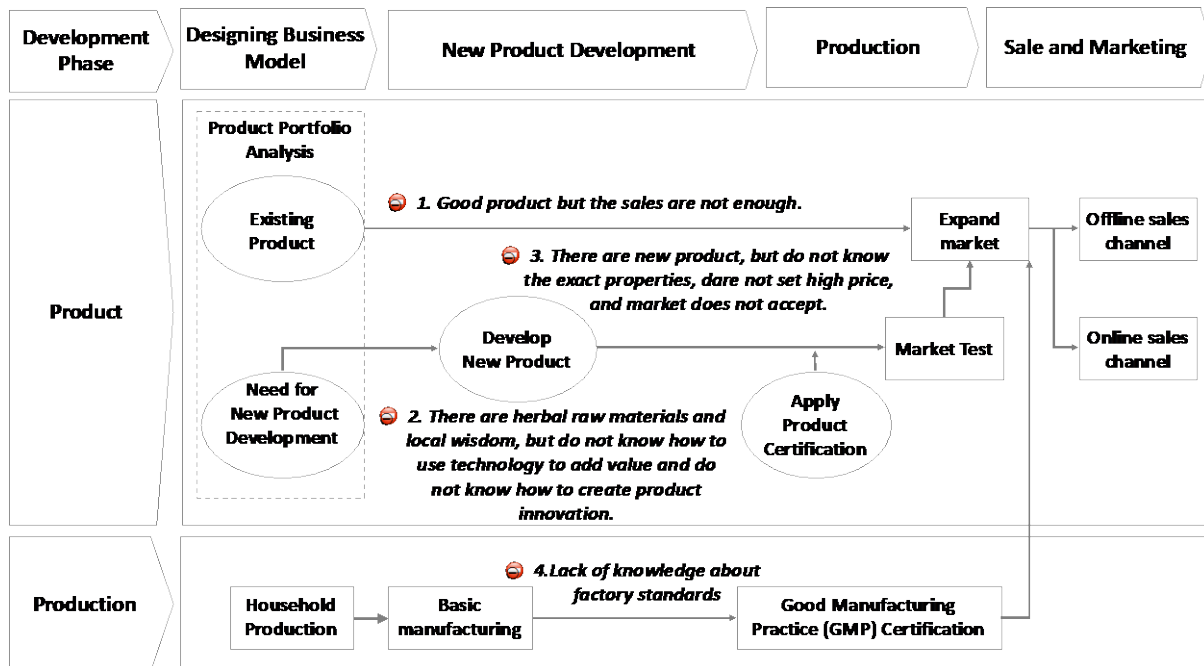 Development
Phase
Designing Business
Model
New Product Development
Production
Sale and Marketing
Product
Product Portfolio
Analysis
Existing
Product
1. Good product but the sales are not enough.
Expand
market
Offline sales
channel
3. There are new product, but do not know
the exact properties, dare not set high price,
and market does not accept.
Develop
New Product
Market Test
Online sales
channel
Need for
New Product
Development
2. There are herbal raw materials and
local wisdom, but do not know how to
use technology to add value and do
not know how to create product
innovation.
Apply
Product
Certification
Production
4.Lack of knowledge about
factory standards
Household
Production
Basic
manufacturing
Good Manufacturing
Practice (GMP) Certification